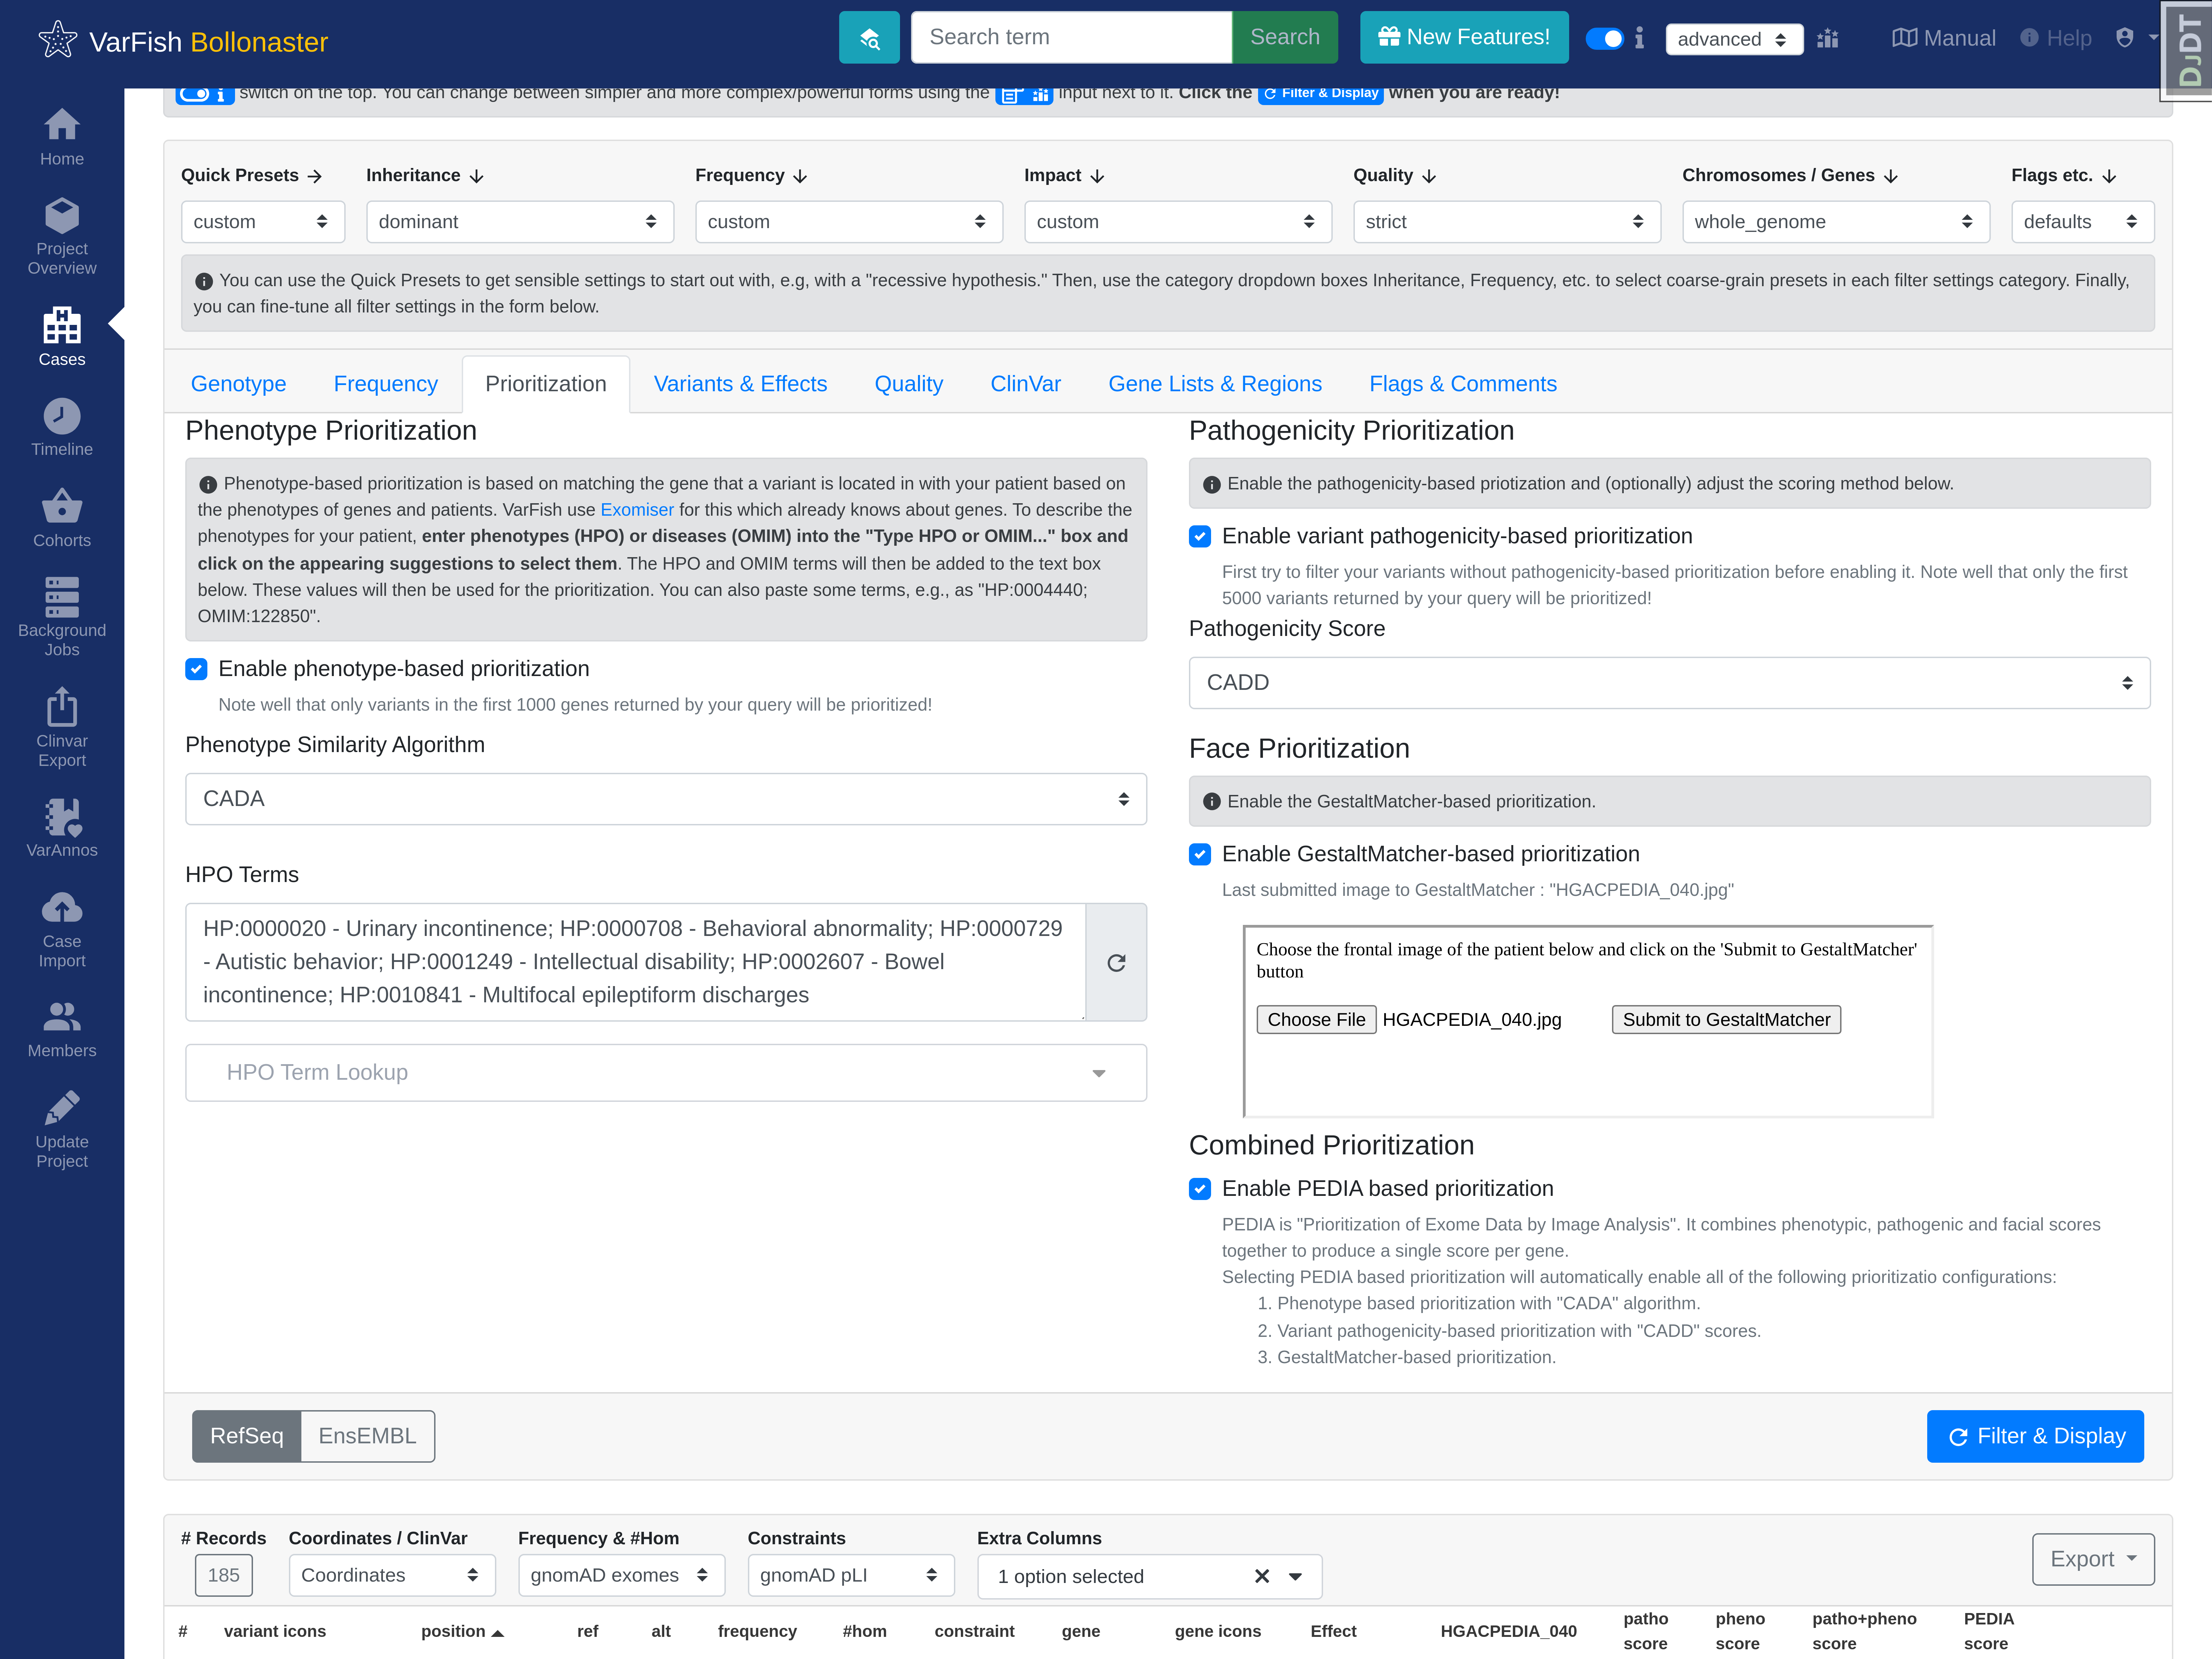 VarFish Bollonaster
Search term
Search
New Features!
advanced
Manual
Help
DJDT
switch on the top. You can change between simpler and more complex/powerful forms using the input next to it. Click the Filter & Display when you are ready!
Home
Project
Overview
Cases
Timeline
Cohorts
Background
Jobs
Clinvar
Export
VarAnnos
Case
Import
Members
Update
Project
Quick Presets Inheritance Frequency Impact Quality Chromosomes / Genes Flags etc.
custom dominant custom custom strict whole_genome defaults
You can use the Quick Presets to get sensible settings to start out with, e.g, with a "recessive hypothesis." Then, use the category dropdown boxes Inheritance, Frequency, etc. to select coarse-grain presets in each filter settings category. Finally,
you can fine-tune all filter settings in the form below.
Genotype Frequency Prioritization Variants & Effects Quality ClinVar Gene Lists & Regions Flags & Comments
Phenotype Prioritization
Phenotype-based prioritization is based on matching the gene that a variant is located in with your patient based on
the phenotypes of genes and patients. VarFish use Exomiser for this which already knows about genes. To describe the
phenotypes for your patient, enter phenotypes (HPO) or diseases (OMIM) into the "Type HPO or OMIM..." box and
click on the appearing suggestions to select them. The HPO and OMIM terms will then be added to the text box
below. These values will then be used for the prioritization. You can also paste some terms, e.g., as "HP:0004440;
OMIM:122850".
Enable phenotype-based prioritization
Note well that only variants in the first 1000 genes returned by your query will be prioritized!
Phenotype Similarity Algorithm
CADA
HPO Terms
HP:0000020 - Urinary incontinence; HP:0000708 - Behavioral abnormality; HP:0000729
- Autistic behavior; HP:0001249 - Intellectual disability; HP:0002607 - Bowel
incontinence; HP:0010841 - Multifocal epileptiform discharges
HPO Term Lookup
Pathogenicity Prioritization
Enable the pathogenicity-based priotization and (optionally) adjust the scoring method below.
Enable variant pathogenicity-based prioritization
First try to filter your variants without pathogenicity-based prioritization before enabling it. Note well that only the first
5000 variants returned by your query will be prioritized!
Pathogenicity Score
CADD
Face Prioritization
Enable the GestaltMatcher-based prioritization.
Enable GestaltMatcher-based prioritization
Last submitted image to GestaltMatcher : "HGACPEDIA_040.jpg"
Choose the frontal image of the patient below and click on the 'Submit to GestaltMatcher'
button
Choose File HGACPEDIA_040.jpg Submit to GestaltMatcher
Combined Prioritization
Enable PEDIA based prioritization
PEDIA is "Prioritization of Exome Data by Image Analysis". It combines phenotypic, pathogenic and facial scores
together to produce a single score per gene.
Selecting PEDIA based prioritization will automatically enable all of the following prioritizatio configurations:
1. Phenotype based prioritization with "CADA" algorithm.
2. Variant pathogenicity-based prioritization with "CADD" scores.
3. GestaltMatcher-based prioritization.
RefSeq EnsEMBL
Filter & Display
# Records Coordinates / ClinVar Frequency & #Hom Constraints Extra Columns
185 Coordinates gnomAD exomes gnomAD pLI 1 option selected
Export
# variant icons position ref alt frequency #hom constraint gene gene icons Effect HGACPEDIA_040 patho score pheno score patho+pheno score PEDIA score